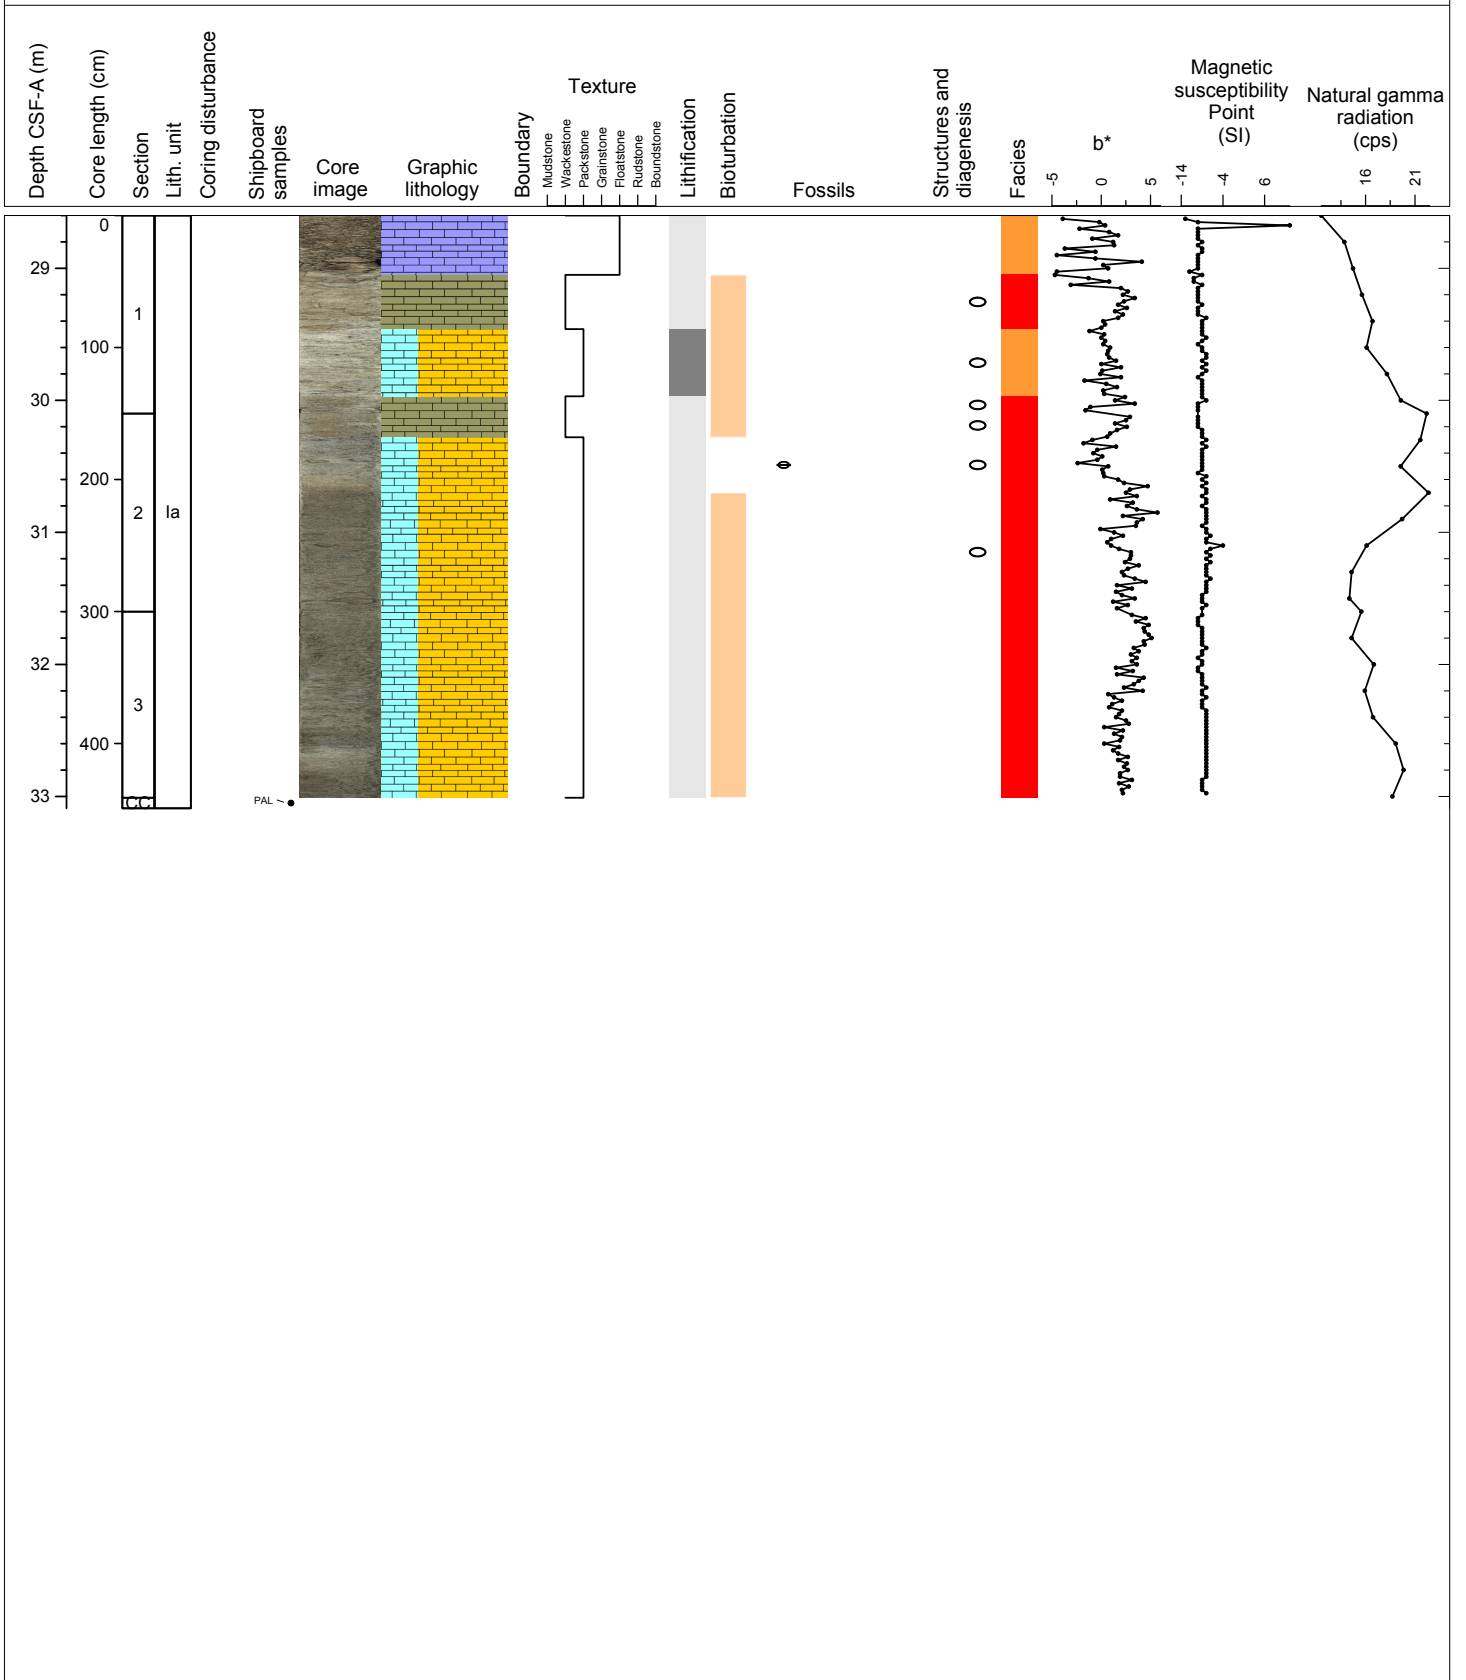 Depth CSF-A (m)
Core length (cm)
Section
Lith. unit
Coring disturbance
Shipboard
samples
Core
image
Graphic
lithology
Boundary
Texture
Mudstone
Wackestone
Packstone
Grainstone
Floatstone
Rudstone
Boundstone
Lithification
Bioturbation
Fossils
Structures and
diagenesis
Facies
b*
-5
0
5
Magnetic
susceptibility
Point
(SI)
-14
-4
6
Natural gamma
radiation
(cps)
16
21
0
29
1
100
30
200
2
Ia
31
300
32
3
400
33
CC
PAL